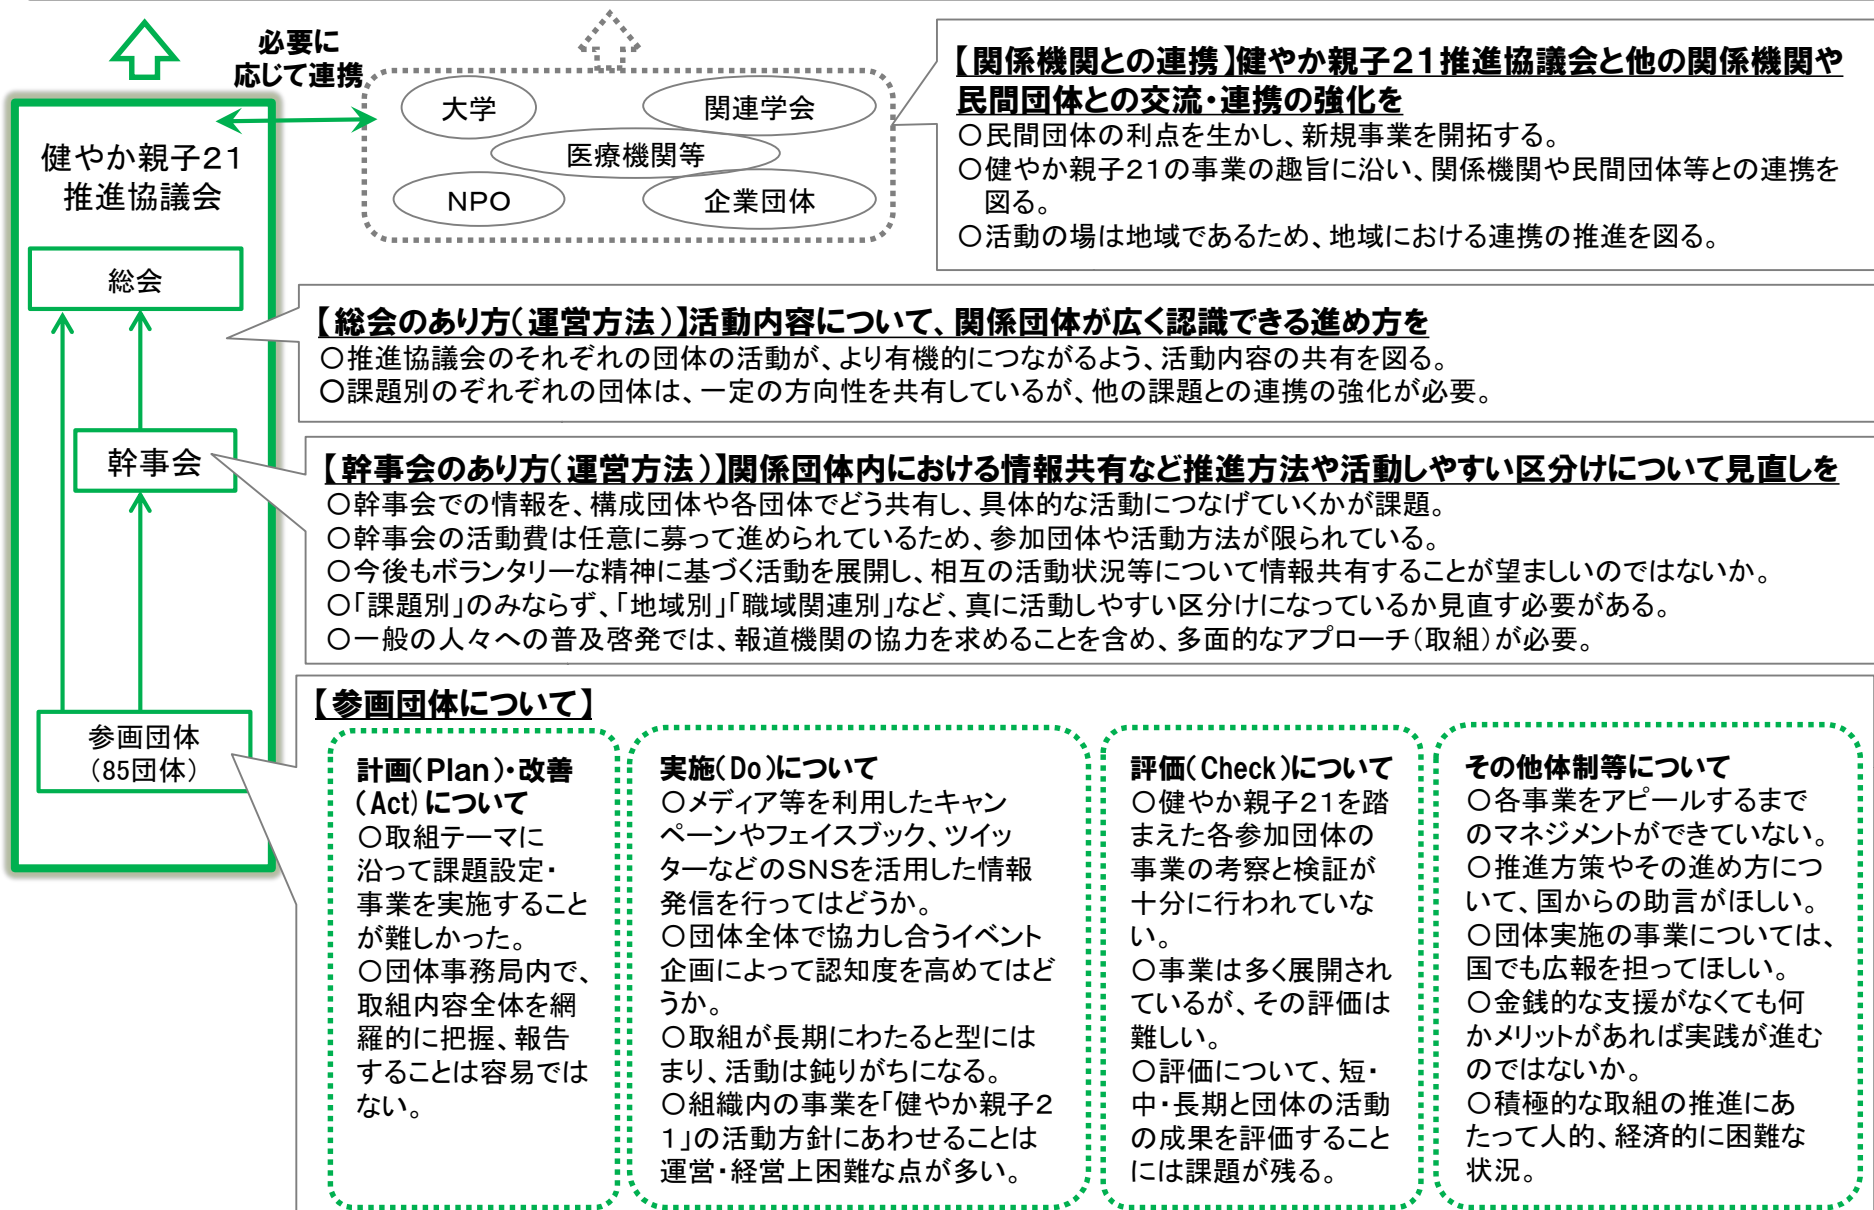 必要に
応じて連携
大学
関連学会
医療機関等
NPO
企業団体
【関係機関との連携】健やか親子21推進協議会と他の関係機関や
民間団体との交流・連携の強化を
○民間団体の利点を生かし、新規事業を開拓する。
○健やか親子21の事業の趣旨に沿い、関係機関や民間団体等との連携を
図る。
○活動の場は地域であるため、地域における連携の推進を図る。
健やか親子21
推進協議会
総会
幹事会
参画団体
(85団体)
【総会のあり方(運営方法)】活動内容について、関係団体が広く認識できる進め方を
○推進協議会のそれぞれの団体の活動が、より有機的につながるよう、活動内容の共有を図る。
○課題別のぞれぞれの団体は、一定の方向性を共有しているが、他の課題との連携の強化が必要。
【幹事会のあり方(運営方法)】関係団体内における情報共有など推進方法や活動しやすい区分けについて見直しを
○幹事会での情報を、構成団体や各団体でどう共有し、具体的な活動につなげていくかが課題。
○幹事会の活動費は任意に募って進められているため、参加団体や活動方法が限られている。
○今後もボランタリーな精神に基づく活動を展開し、相互の活動状況等について情報共有することが望ましいのではないか。
○「課題別」のみならず、「地域別」「職域関連別」など、真に活動しやすい区分けになっているか見直す必要がある。
○一般の人々への普及啓発では、報道機関の協力を求めることを含め、多面的なアプローチ(取組)が必要。
【参画団体について】
計画(Plan)・改善
(Act)について
○取組テーマに
沿って課題設定・
事業を実施すること
が難しかった。
○団体事務局内で、
取組内容全体を網
羅的に把握、報告
することは容易では
ない。
実施(Do)について
○メディア等を利用したキャン
ペーンやフェイスブック、ツイッ
ターなどのSNSを活用した情報
発信を行ってはどうか。
○団体全体で協力し合うイベント
企画によって認知度を高めてはど
うか。
○取組が長期にわたると型には
まり、活動は鈍りがちになる。
○組織内の事業を「健やか親子2
1」の活動方針にあわせることは
運営・経営上困難な点が多い。
評価(Check)について
○健やか親子21を踏
まえた各参加団体の
事業の考察と検証が
十分に行われていな
い。
○事業は多く展開され
ているが、その評価は
難しい。
○評価について、短・
中・長期と団体の活動
の成果を評価すること
には課題が残る。
その他体制等について
○各事業をアピールするまで
のマネジメントができていない。
○推進方策やその進め方につ
いて、国からの助言がほしい。
○団体実施の事業については、
国でも広報を担ってほしい。
○金銭的な支援がなくても何
かメリットがあれば実践が進む
のではないか。
○積極的な取組の推進にあ
たって人的、経済的に困難な
状況。